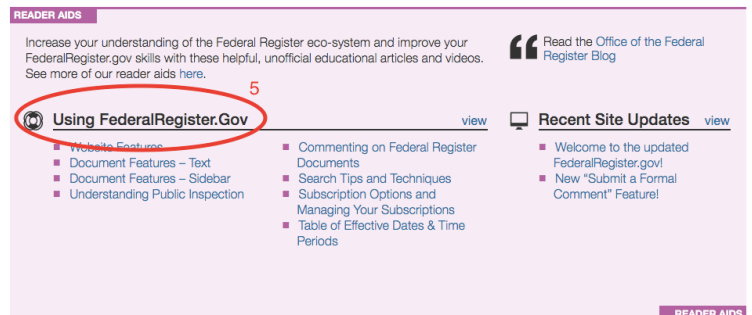 READER AIDS
Increase your understanding of the Federal Register eco-system and improve your
FederalRegister.gov skills with these helpful, unofficial educational articles and videos.
See more of our reader aids here.
Read the Office of the Federal
Register Blog
5
Using FederalRegister.Gov
view
Website Features
Document Features – Text
Document Features – Sidebar
Understanding Public Inspection
Commenting on Federal Register
Documents
Search Tips and Techniques
Subscription Options and
Managing Your Subscriptions
Table of Effective Dates & Time
Periods
Recent Site Updates
view
Welcome to the updated
FederalRegister.gov!
New “Submit a Formal
Comment” Feature!
READER AIDS